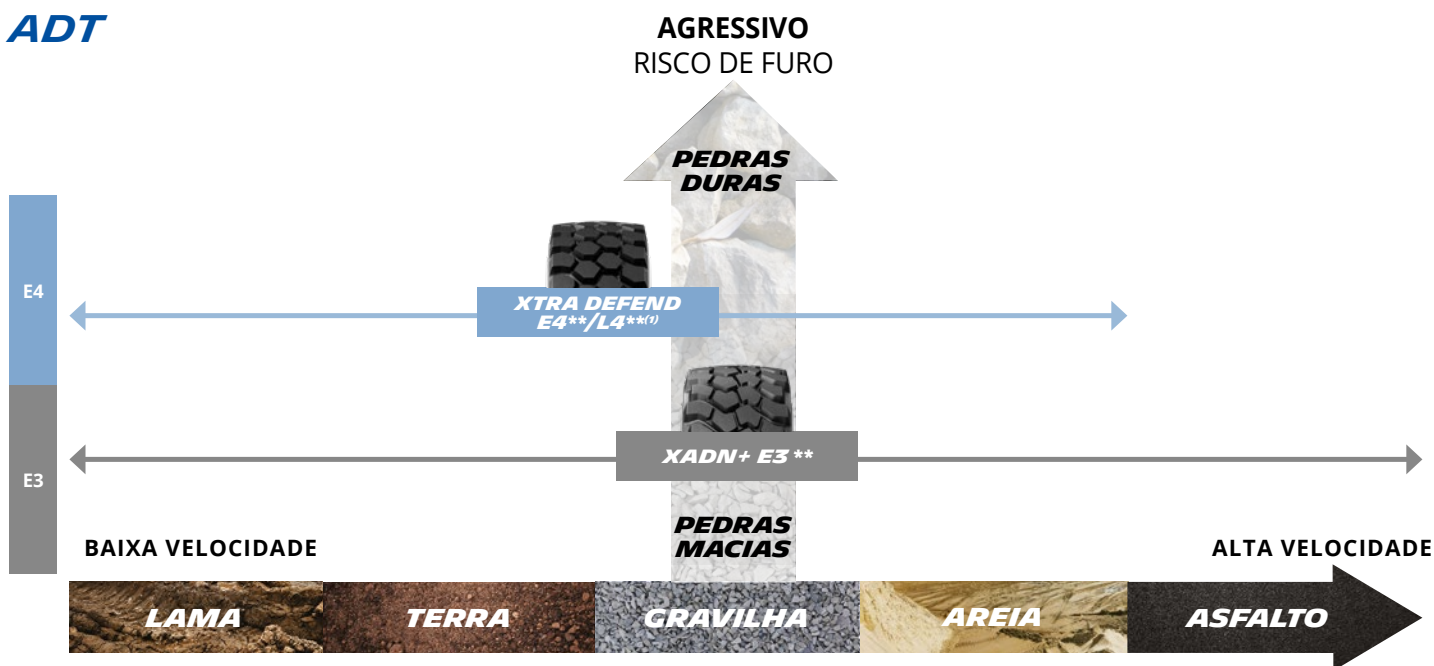 ADT
AGRESSIVO
RISCO DE FURO
PEDRAS
DURAS
E4
XTRA DEFEND
E4**/L4**(1)
XADN+ E3 **
E3
PEDRAS
MACIAS
BAIXA VELOCIDADE
ALTA VELOCIDADE
LAMA
TERRA
GRAVILHA
AREIA
ASFALTO